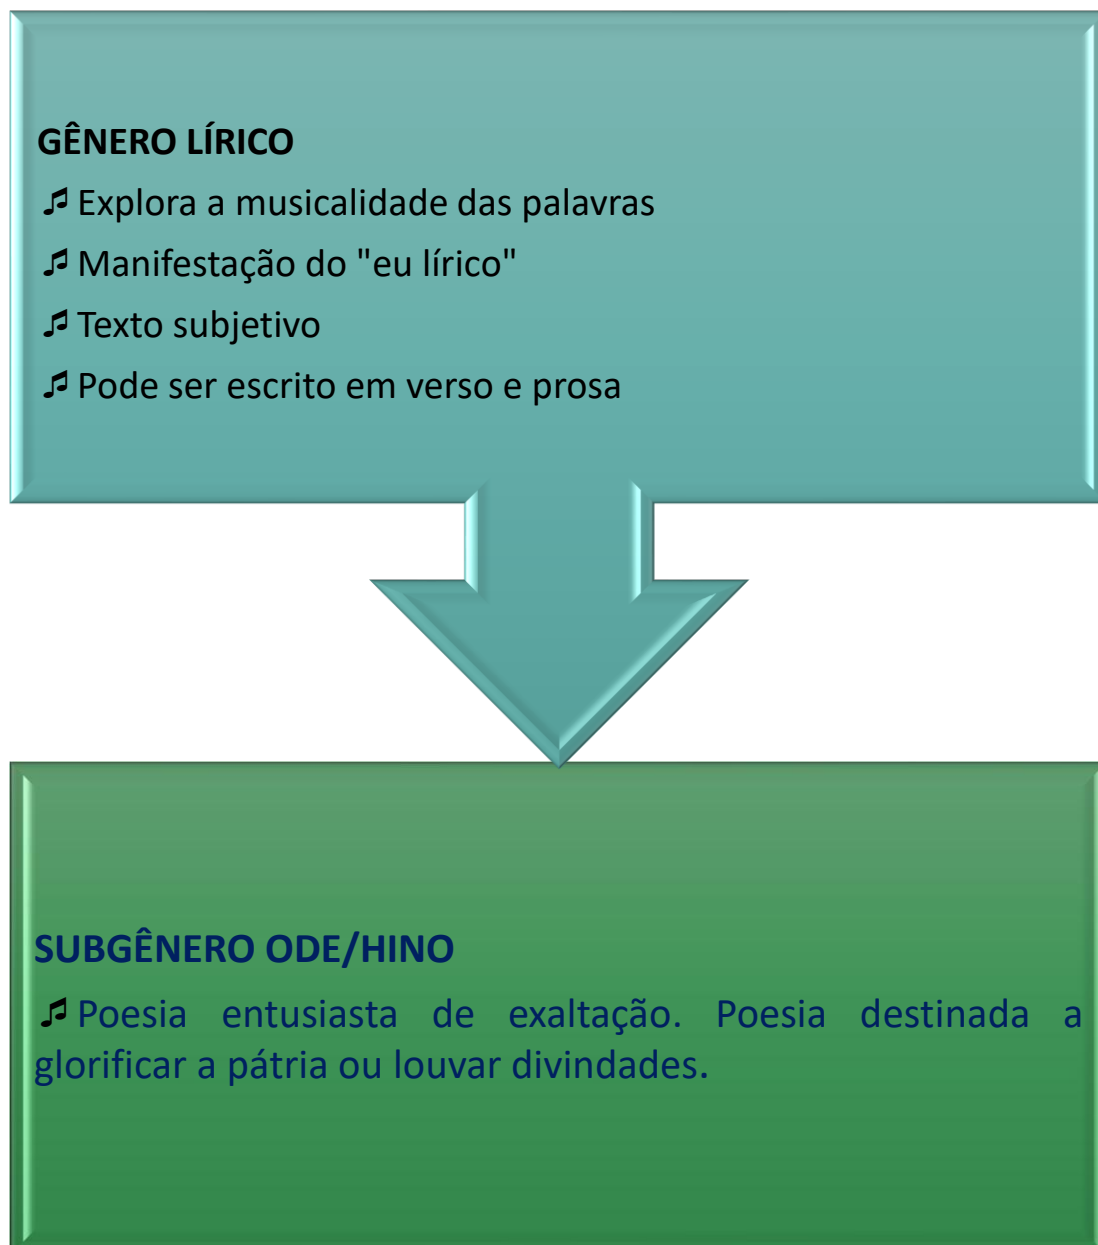 GÊNERO LÍRICO
♫ Explora a musicalidade das palavras
♫ Manifestação do "eu lírico"
♫ Texto subjetivo
♫ Pode ser escrito em verso e prosa
SUBGÊNERO ODE/HINO
♫ Poesia entusiasta de exaltação. Poesia destinada a
glorificar a pátria ou louvar divindades.